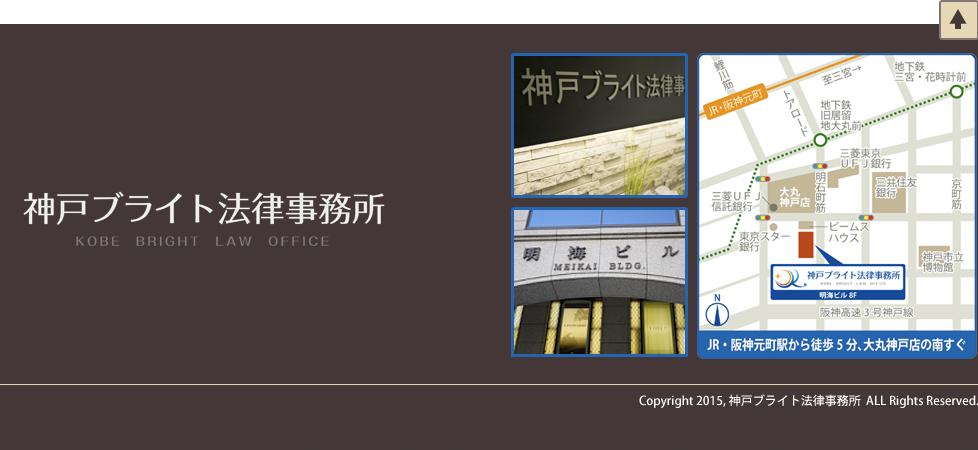 神戸ブライト法律事務所
KOBE BRIGHT LAW OFFICE
神戸ブライト法律事
明海ビル
MEIKAI BLDG.
鯉川筋
至三宮→
地下鉄
三宮・花時計前
JR・阪神元町
トアロード
地下鉄
旧居留
地大丸前
三菱東京
UFJ銀行
明石町筋
三井住友
銀行
京町筋
大丸
神戸店
三菱UFJ
信託銀行
東京スター
銀行
ビームス
ハウス
神戸市立
博物館
神戸ブライト法律事務所
KOBE BRIGHT LAW OFFICE
明海ビル 8F
N
阪神高速3号神戸線
JR・阪神元町駅から徒歩5分、大丸神戸店の南すぐ
Copyright 2015, 神戸ブライト法律事務所 ALL Rights Reserved.